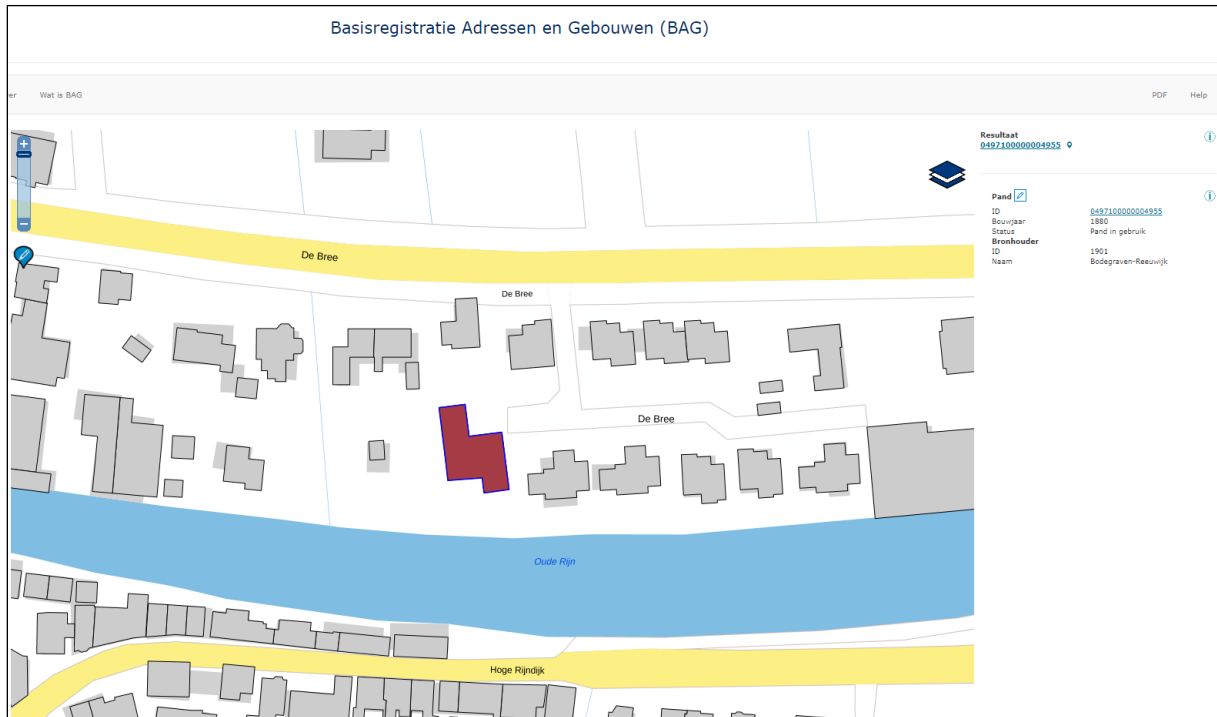 Basisregistratie Adressen en Gebouwen (BAG)
er Wat is BAG PDF Help
Resultaat
0497100000004955
Pand
ID 0497100000004955
Bouwjaar 1880
Status Pand in gebruik
Bronhouder
ID 1901
Naam Bodegraven-Reeuwijk
De Bree
De Bree
De Bree
Oude Rijn
Hoge Rijndijk